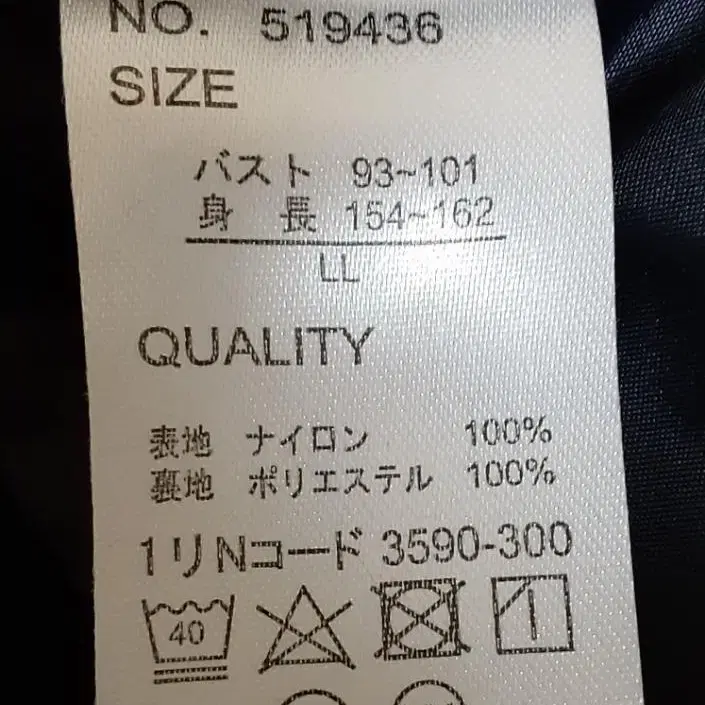 NO. 519436
SIZE
バスト 93~101
身 長 154~162
LL
QUALITY
表地 ナイロン 100%
裏地 ポリエステル 100%
1リNコード 3590-300
40